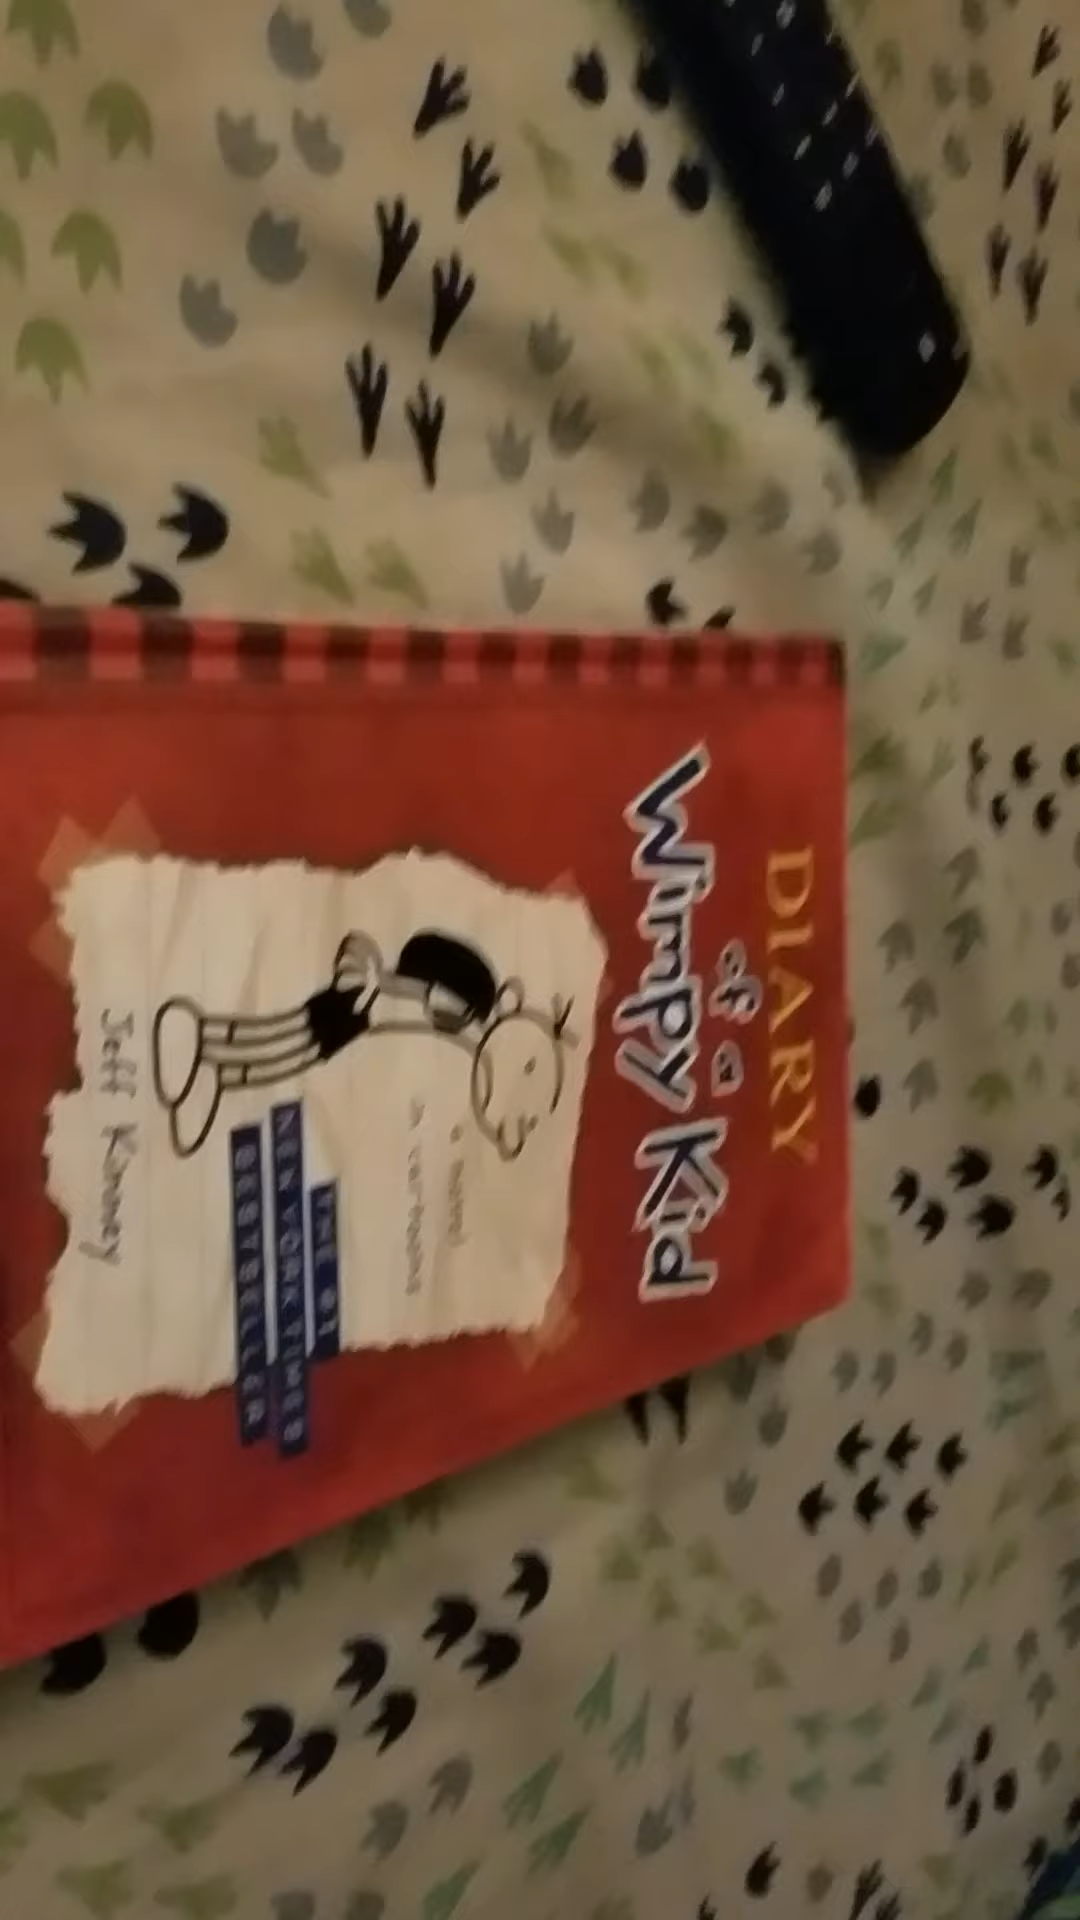 DIARY
of a
Wimpy Kid
a novel
in cartoons
THE #1
NEW YORK TIMES
BESTSELLER
Jeff Kinney